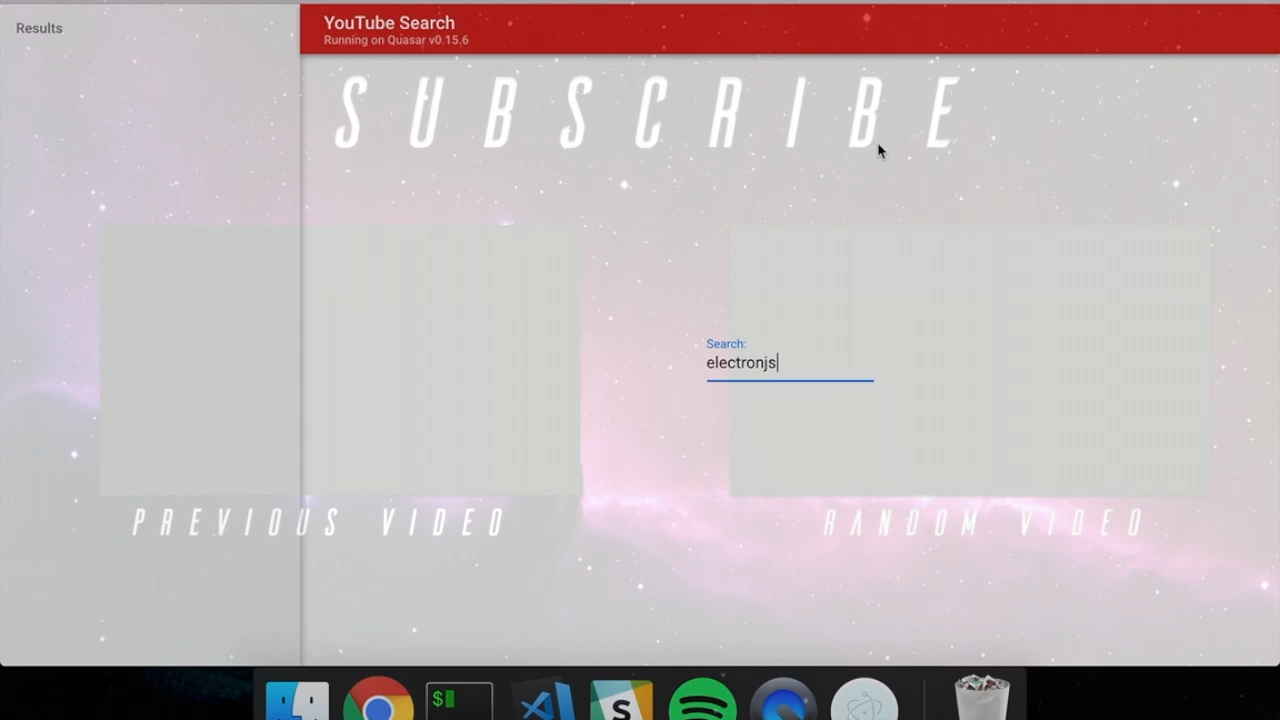 Results
YouTube Search
Running on Quasar v0.15.6
SUBSCRIBE
Search:
electronjs
PREVIOUS VIDEO
RANDOM VIDEO
$
S